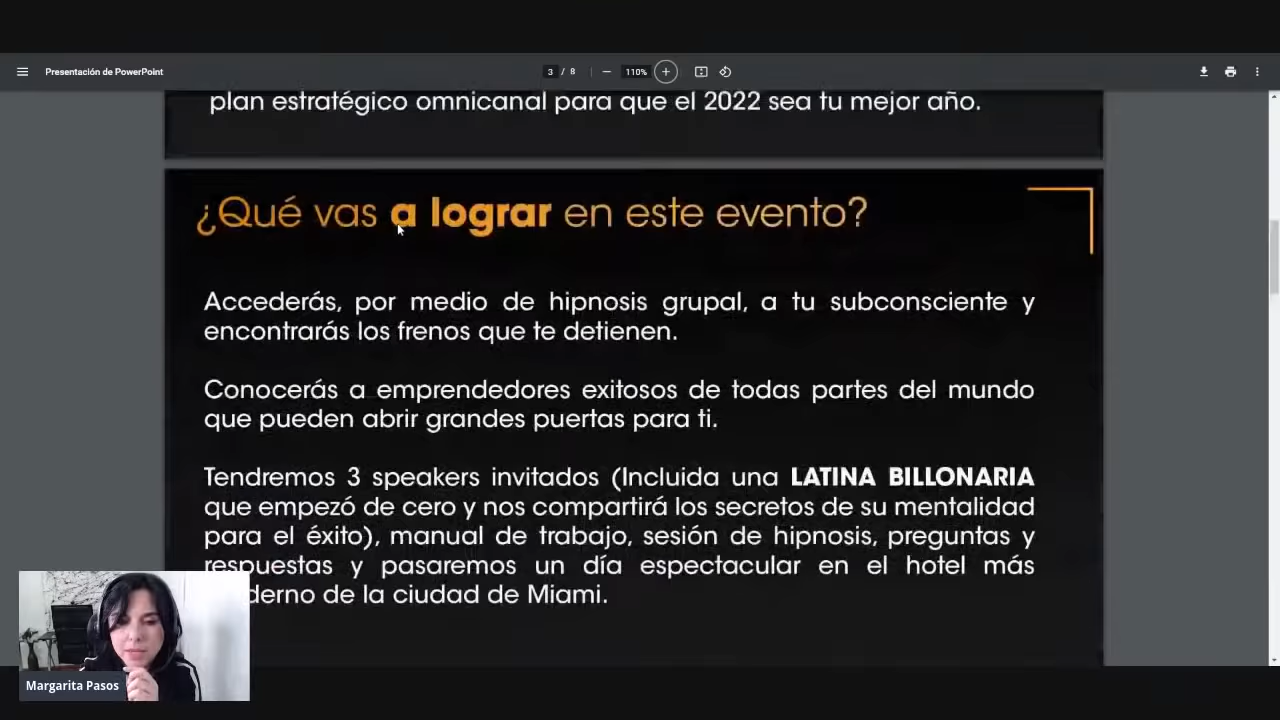 Presentación de PowerPoint
3 / 8
110%
plan estratégico omnicanal para que el 2022 sea tu mejor año.
¿Qué vas a lograr en este evento?
Accederás, por medio de hipnosis grupal, a tu subconsciente y
encontrarás los frenos que te detienen.
Conocerás a emprendedores exitosos de todas partes del mundo
que pueden abrir grandes puertas para ti.
Tendremos 3 speakers invitados (Incluida una LATINA BILLONARIA
que empezó de cero y nos compartirá los secretos de su mentalidad
para el éxito), manual de trabajo, sesión de hipnosis, preguntas y
respuestas y pasaremos un día espectacular en el hotel más
derno de la ciudad de Miami.
Margarita Pasos